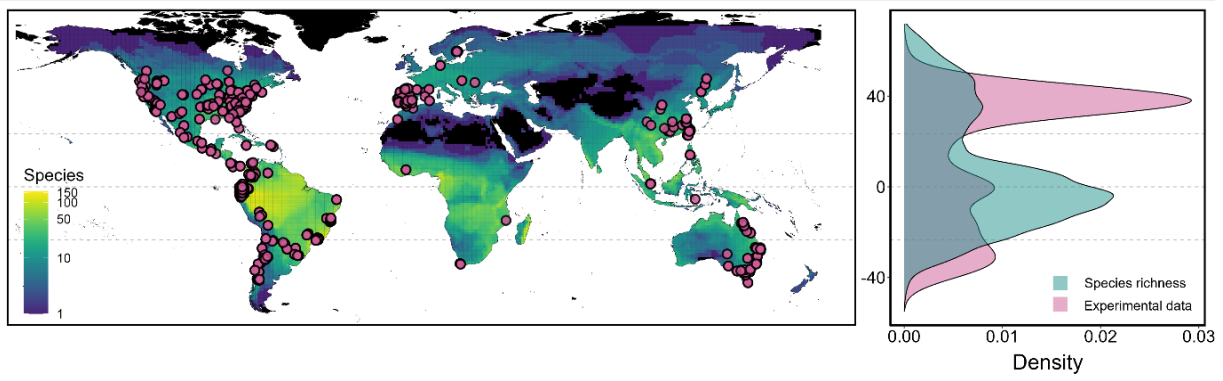 Species
150
100
50
10
1
40
0
-40
Species richness
Experimental data
0.00 0.01 0.02 0.03
Density